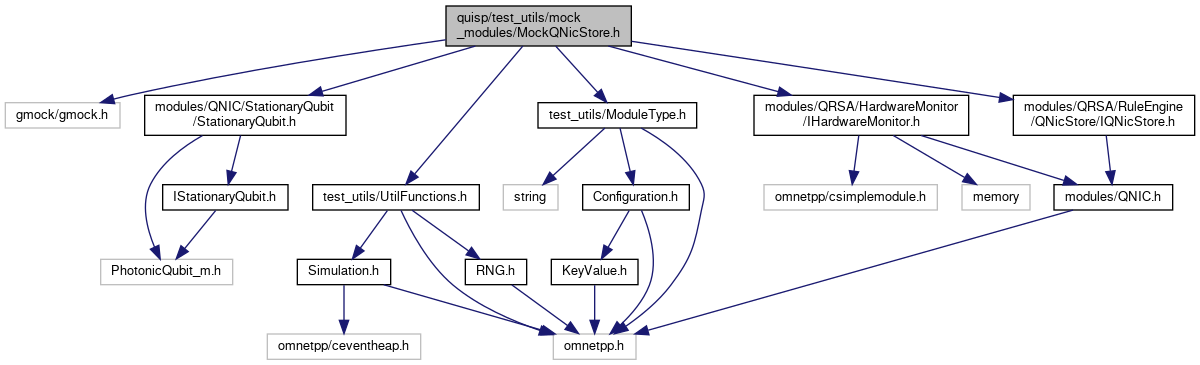 quisp/test_utils/mock
_modules/MockQNicStore.h
gmock/gmock.h
modules/QNIC/StationaryQubit
/StationaryQubit.h
test_utils/ModuleType.h
modules/QRSA/HardwareMonitor
/IHardwareMonitor.h
modules/QRSA/RuleEngine
/QNicStore/IQNicStore.h
IStationaryQubit.h
test_utils/UtilFunctions.h
string
Configuration.h
omnetpp/csimplemodule.h
memory
modules/QNIC.h
PhotonicQubit_m.h
Simulation.h
RNG.h
KeyValue.h
omnetpp/ceventheap.h
omnetpp.h